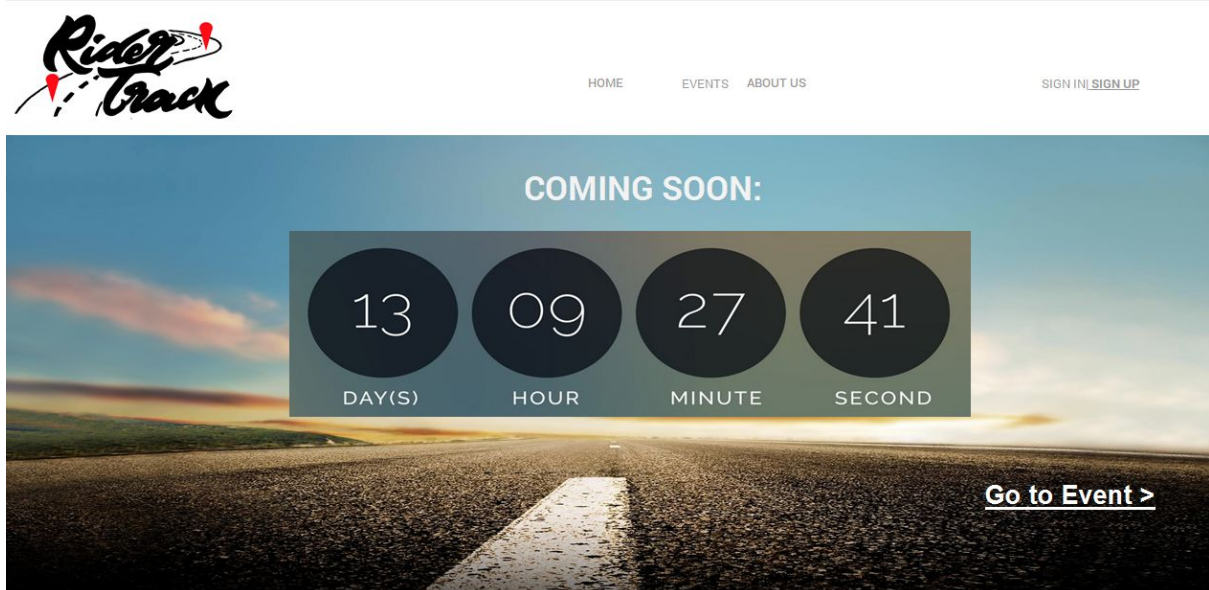 Rider
Track
HOME EVENTS ABOUT US SIGN IN| SIGN UP
COMING SOON:
13 09 27 41
DAY(S) HOUR MINUTE SECOND
Go to Event >